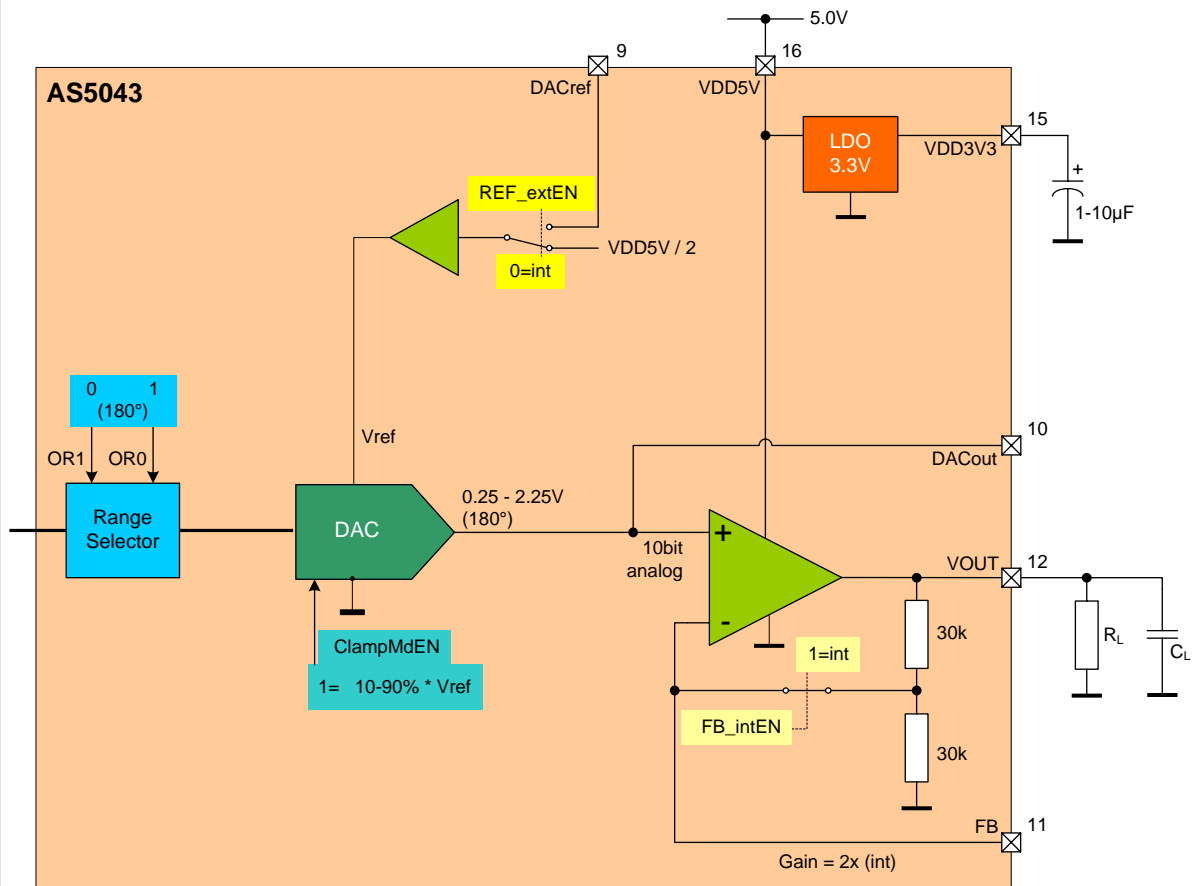 5.0V
9
16
AS5043
DACref
VDD5V
15
LDO
3.3V
VDD3V3
+
1-10µF
REF_extEN
VDD5V / 2
0=int
0 1
(180°)
OR1 OR0
Vref
10
DACout
Range
Selector
DAC
0.25 - 2.25V
(180°)
10bit
analog
+
-
VOUT
12
30k
RL
CL
ClampMdEN
1= 10-90% * Vref
1=int
FB_intEN
30k
FB
11
Gain = 2x (int)